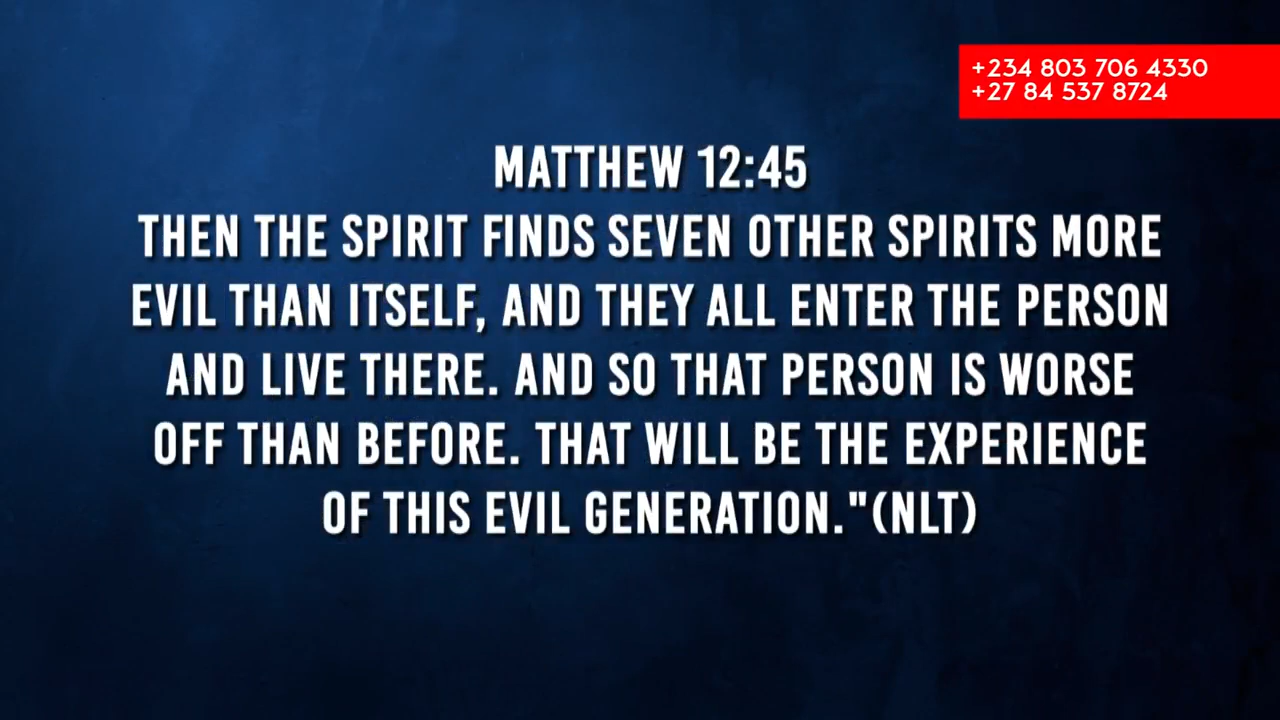 +234 803 706 4330
+27 84 537 8724
MATTHEW 12:45
THEN THE SPIRIT FINDS SEVEN OTHER SPIRITS MORE
EVIL THAN ITSELF, AND THEY ALL ENTER THE PERSON
AND LIVE THERE. AND SO THAT PERSON IS WORSE
OFF THAN BEFORE. THAT WILL BE THE EXPERIENCE
OF THIS EVIL GENERATION."(NLT)